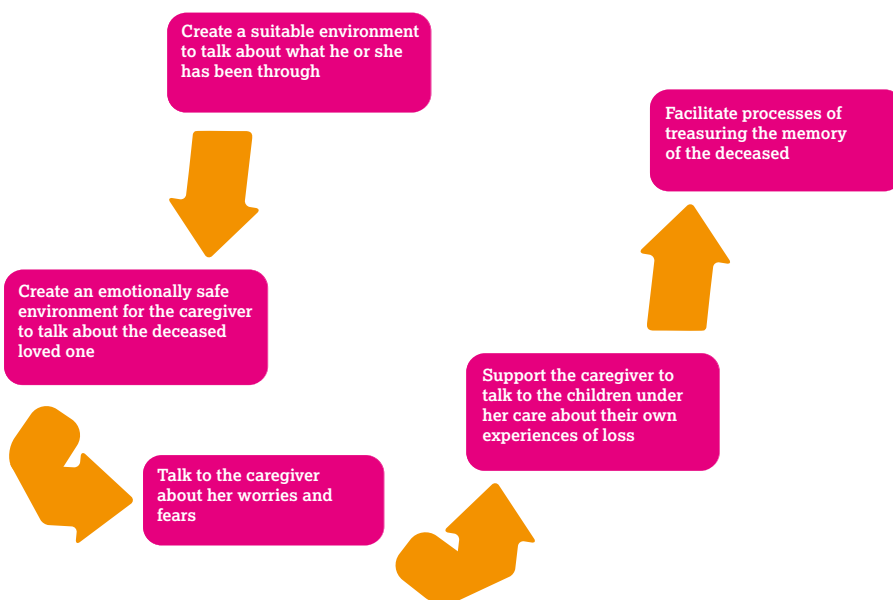 Create a suitable environment
to talk about what he or she
has been through
Create an emotionally safe
environment for the caregiver
to talk about the deceased
loved one
Talk to the caregiver
about her worries and
fears
Support the caregiver to
talk to the children under
her care about their own
experiences of loss
Facilitate processes of
treasuring the memory
of the deceased